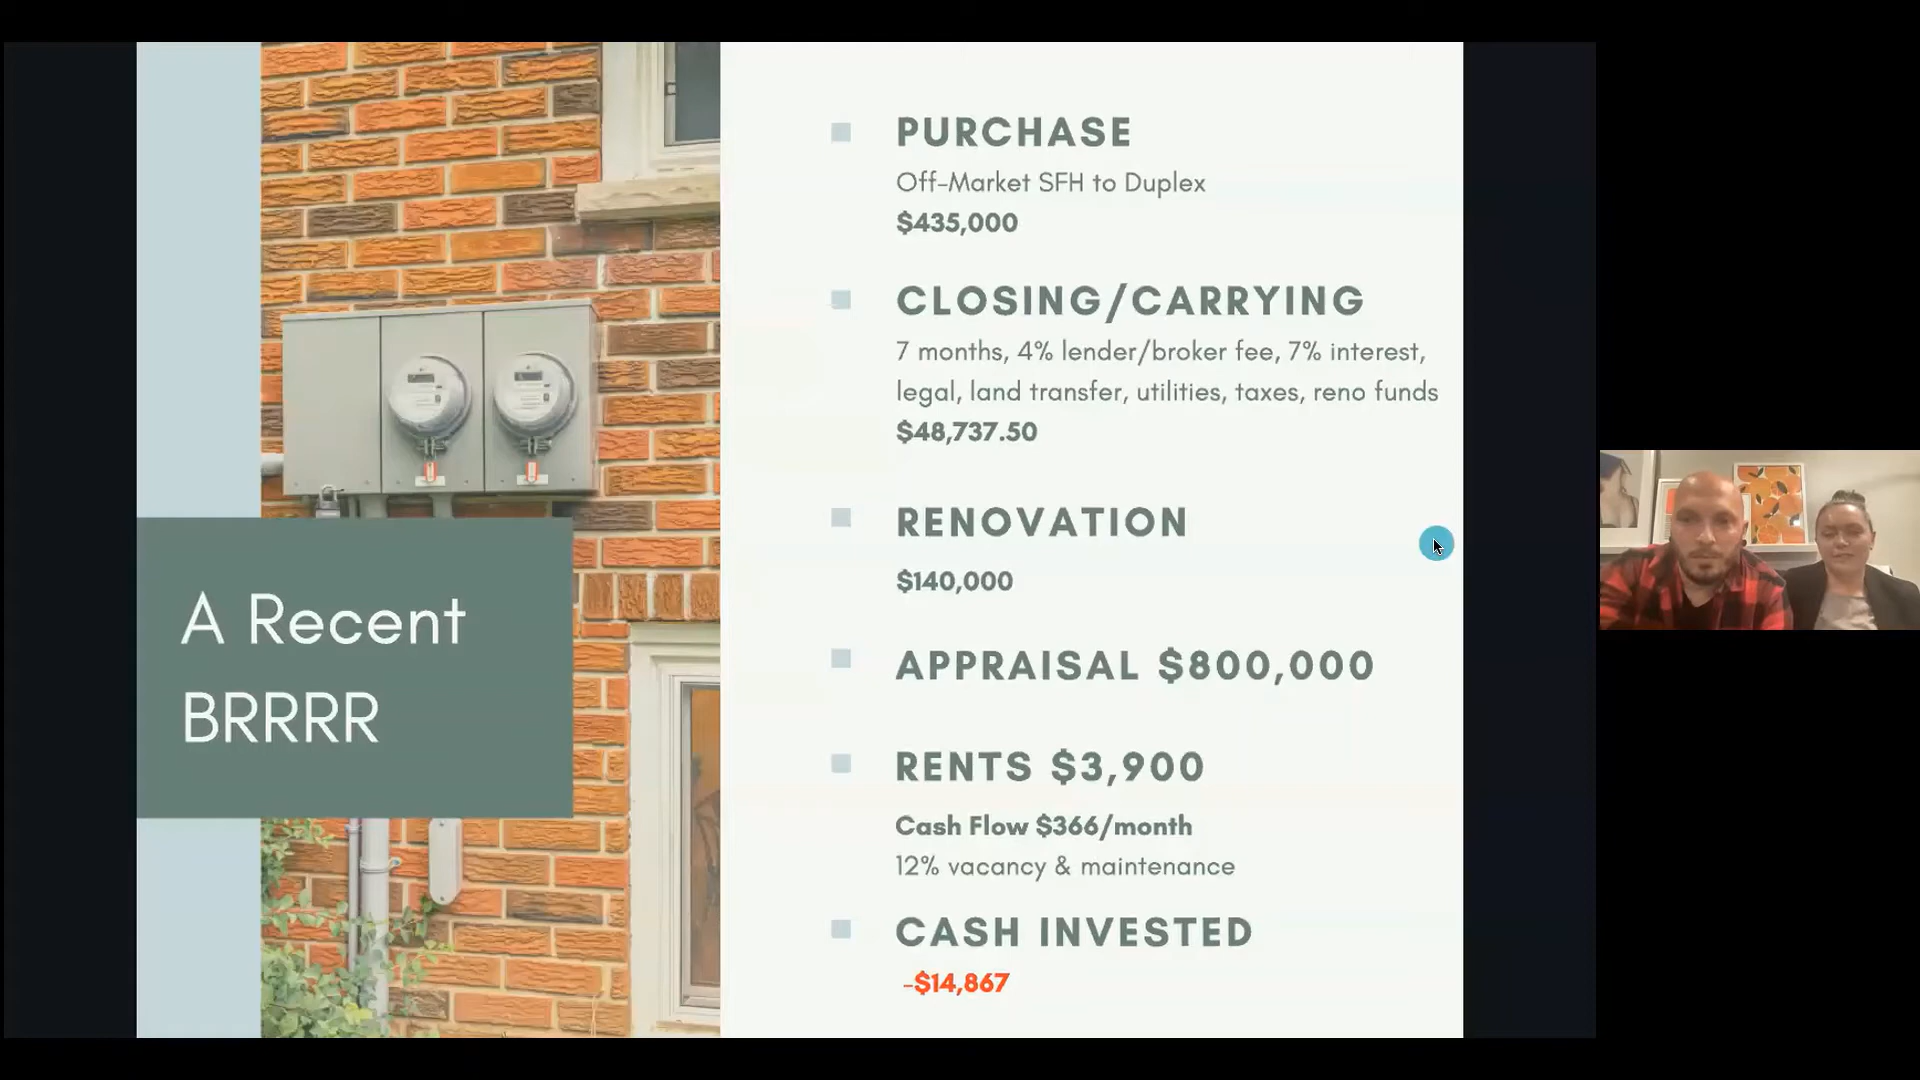 A Recent
BRRRR
PURCHASE
Off-Market SFH to Duplex
$435,000
CLOSING/CARRYING
7 months, 4% lender/broker fee, 7% interest,
legal, land transfer, utilities, taxes, reno funds
$48,737.50
RENOVATION
$140,000
APPRAISAL $800,000
RENTS $3,900
Cash Flow $366/month
12% vacancy & maintenance
CASH INVESTED
-$14,867